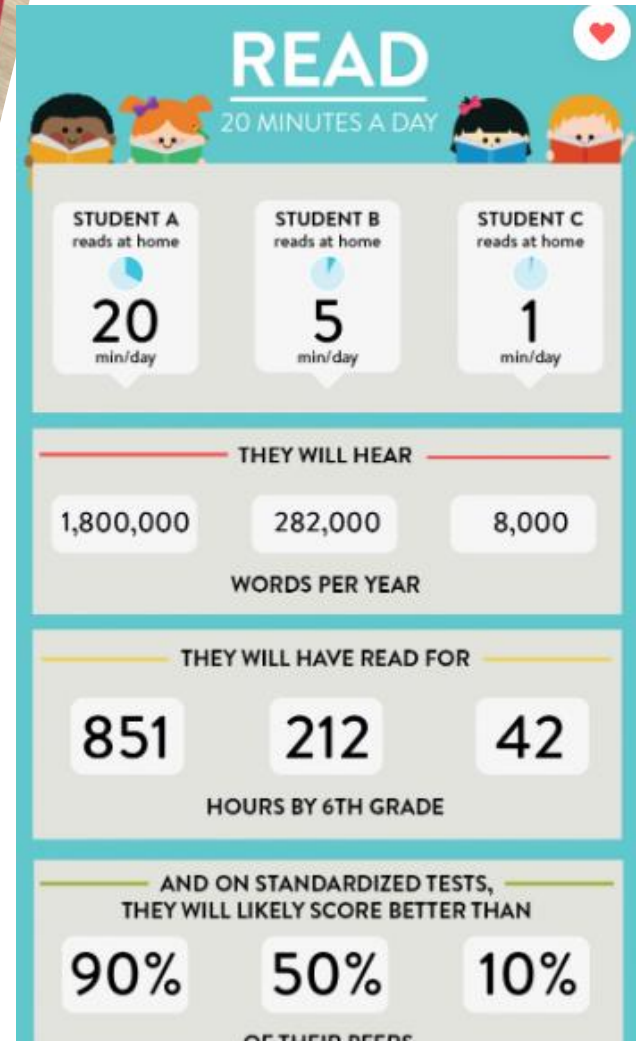 READ
20 MINUTES A DAY
STUDENT A
reads at home
20
min/day
STUDENT B
reads at home
5
min/day
STUDENT C
reads at home
1
min/day
THEY WILL HEAR
1,800,000 282,000 8,000
WORDS PER YEAR
THEY WILL HAVE READ FOR
851 212 42
HOURS BY 6TH GRADE
AND ON STANDARDIZED TESTS,
THEY WILL LIKELY SCORE BETTER THAN
90% 50% 10%
OF THEIR PEERS